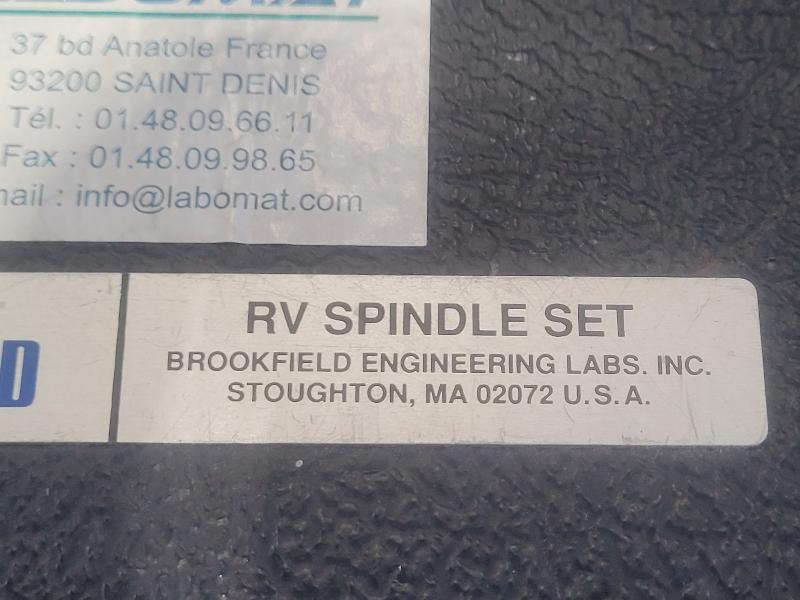 37 bd Anatole France
93200 SAINT DENIS
Tél. : 01.48.09.66.11
Fax : 01.48.09.98.65
mail : info@labomat.com
D
RV SPINDLE SET
BROOKFIELD ENGINEERING LABS. INC.
STOUGHTON, MA 02072 U.S.A.